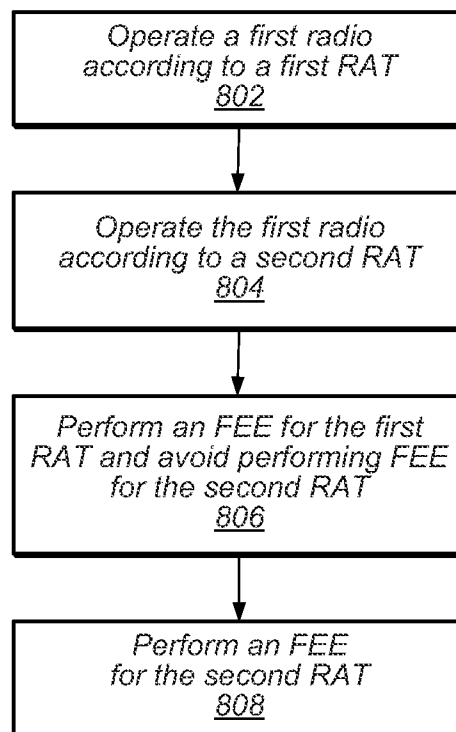 Operate a first radio
according to a first RAT
802
Operate the first radio
according to a second RAT
804
Perform an FEE for the first
RAT and avoid performing FEE
for the second RAT
806
Perform an FEE
for the second RAT
808